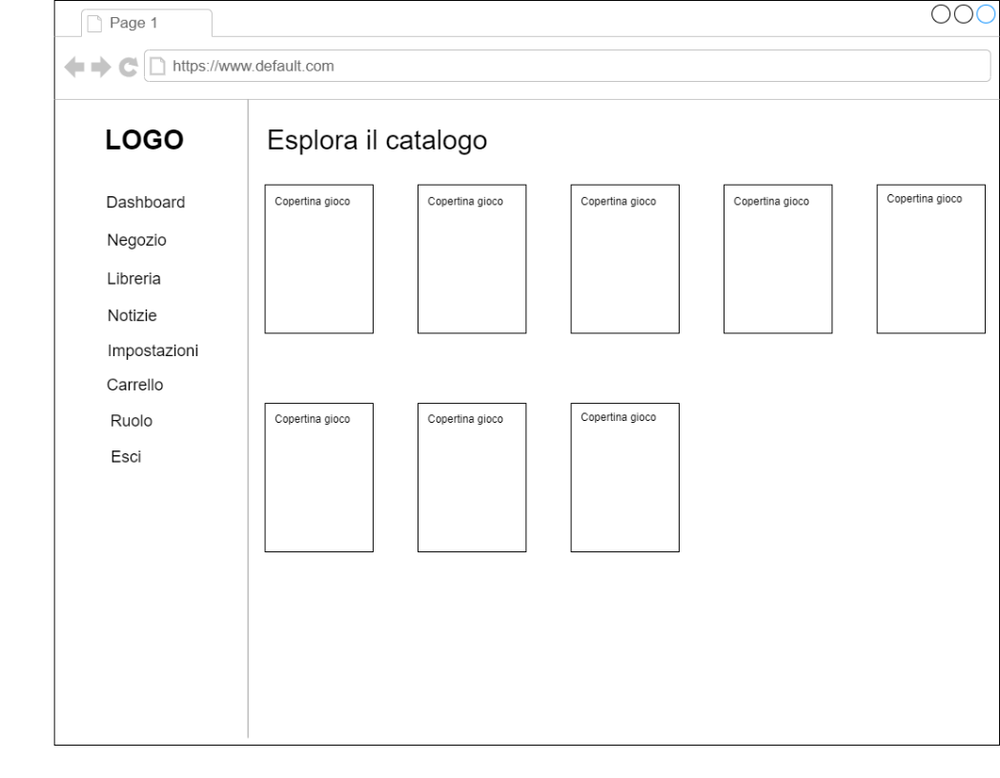 Page 1
https://www.default.com
LOGO
Esplora il catalogo
Dashboard
Negozio
Libreria
Notizie
Impostazioni
Carrello
Ruolo
Esci
Copertina gioco
Copertina gioco
Copertina gioco
Copertina gioco
Copertina gioco
Copertina gioco
Copertina gioco
Copertina gioco